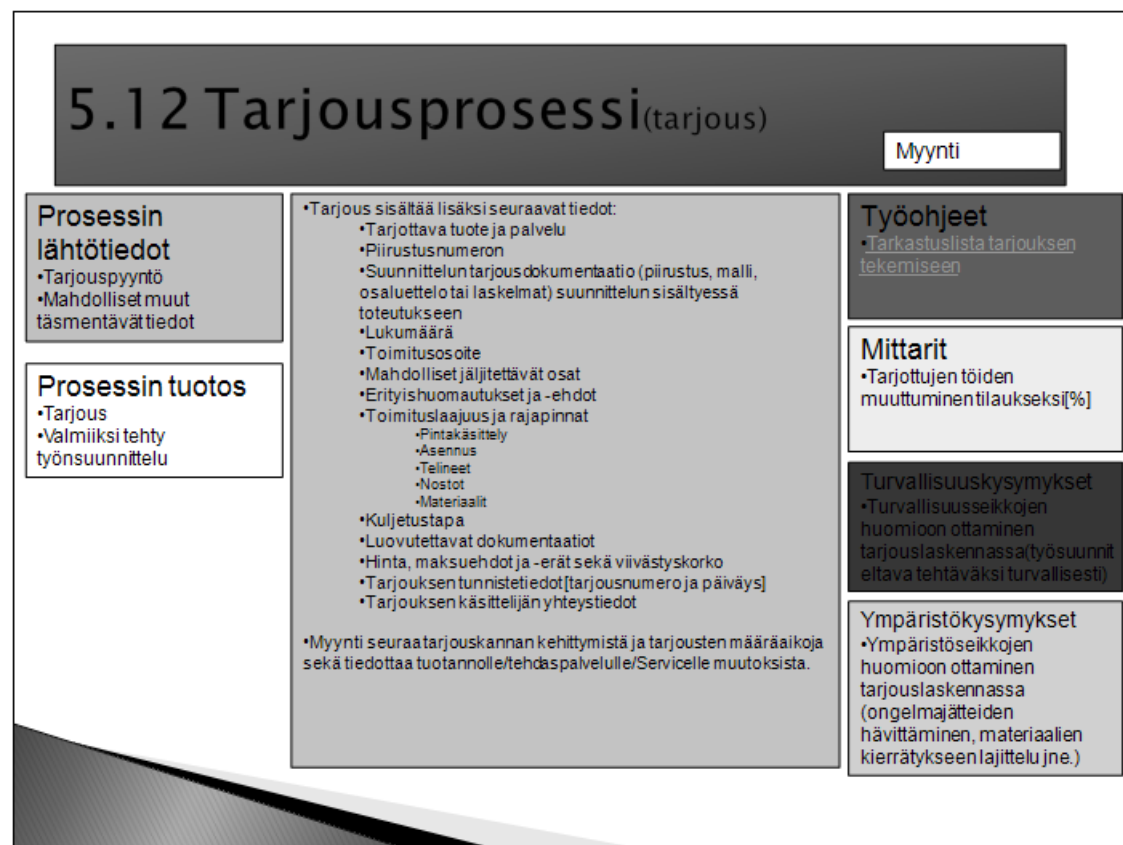 5.12 Tarjousprosessi(tarjous)
Myynti
Prosessin
lähtötiedot
•Tarjouspyyntö
•Mahdolliset muut
täsmentävät tiedot
Prosessin tuotos
•Tarjous
•Valmiiksi tehty
työnsuunnittelu
•Tarjous sisältää lisäksi seuraavat tiedot:
•Tarjottava tuote ja palvelu
•Piirustusnumeron
•Suunnittelun tarjousdokumentaatio (piirustus, malli,
osaluettelo tai laskelmat) suunnittelun sisältyessä
toteutukseen
•Lukumäärä
•Toimitusosoite
•Mahdolliset jäljitettävät osat
•Erityishuomautukset ja -ehdot
•Toimituslaajuus ja rajapinnat
•Pintakäsittely
•Asennus
•Telineet
•Nostot
•Materiaalit
•Kuljetustapa
•Luovutettavat dokumentaatiot
•Hinta, maksuehdot ja -erät sekä viivästyskorko
•Tarjouksen tunnistetiedot[tarjousnumero ja päiväys]
•Tarjouksen käsittelijän yhteystiedot
•Myynti seuraa tarjouskannan kehittymistä ja tarjousten määräaikoja
sekä tiedottaa tuotannolle/tehdaspalvelulle/Servicelle muutoksista.
Työohjeet
•Tarkastuslista tarjouksen
tekemiseen
Mittarit
•Tarjottujen töiden
muuttuminen tilaukseksi[%]
Turvallisuuskysymykset
•Turvallisuusseikkojen
huomioon ottaminen
tarjouslaskennassa(työsuunnit
eltava tehtäväksi turvallisesti)
Ympäristökysymykset
•Ympäristöseikkojen
huomioon ottaminen
tarjouslaskennassa
(ongelmajätteiden
hävittäminen, materiaalien
kierrätykseen lajittelu jne.)